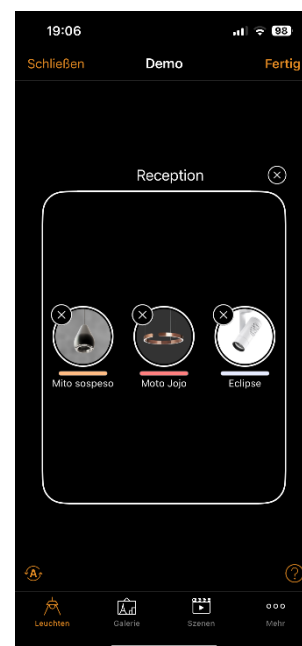 19:06
98
Schließen
Demo
Fertig
Reception
Mito sospeso
Moto Jojo
Eclipse
A
?
Leuchten
Galerie
Szenen
Mehr